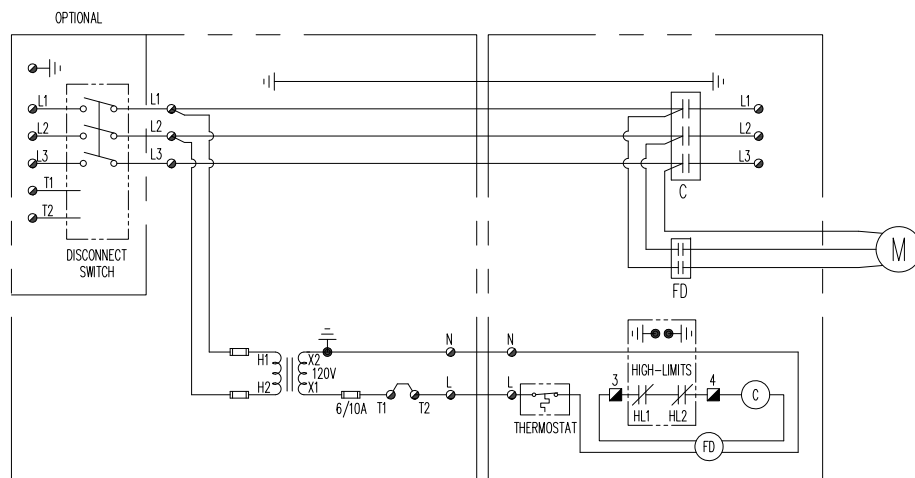 OPTIONAL
L1 L1 L1
L2 L2 L2
L3 L3 L3
C
T1
T2
M
DISCONNECT
SWITCH
FD
H1 X2 N N
120V HIGH-LIMITS
H2 X1 L L 3 4 C
6/10A T1 T2 HL1 HL2
THERMOSTAT
FD